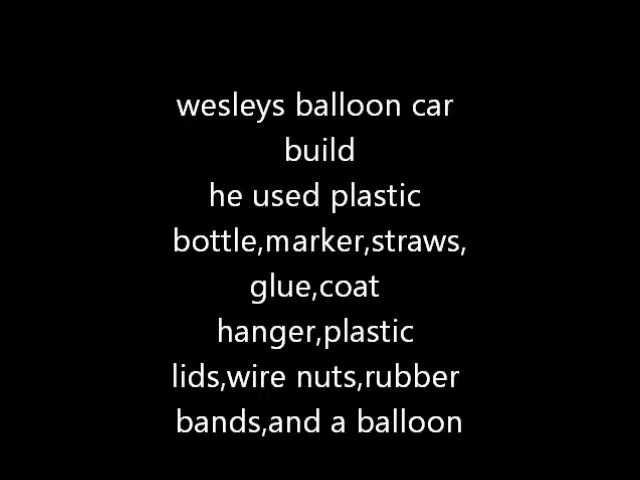 wesleys balloon car
build
he used plastic
bottle,marker,straws,
glue,coat
hanger,plastic
lids,wire nuts,rubber
bands,and a balloon